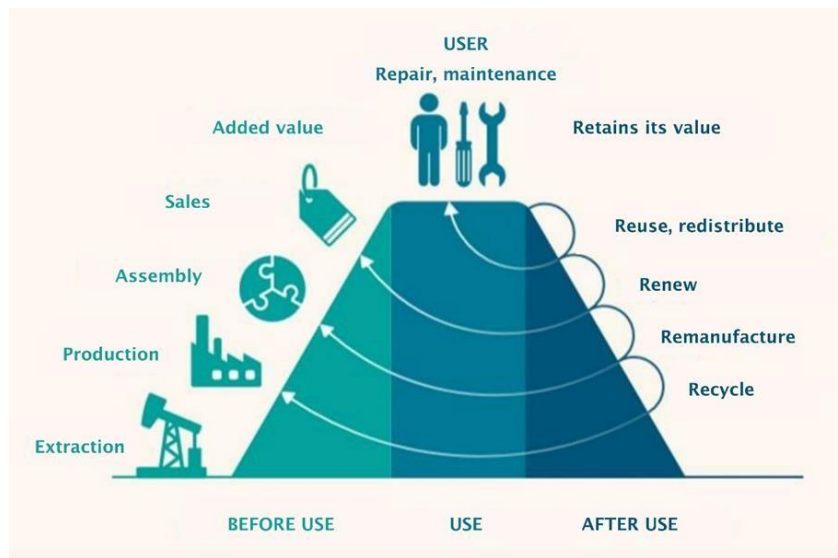 USER
Repair, maintenance
Added value
Retains its value
Sales
Reuse, redistribute
Assembly
Renew
Production
Remanufacture
Recycle
Extraction
BEFORE USE
USE
AFTER USE